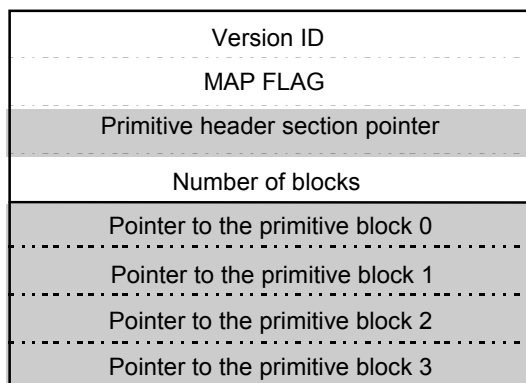 Version ID
MAP FLAG
Primitive header section pointer
Number of blocks
Pointer to the primitive block 0
Pointer to the primitive block 1
Pointer to the primitive block 2
Pointer to the primitive block 3